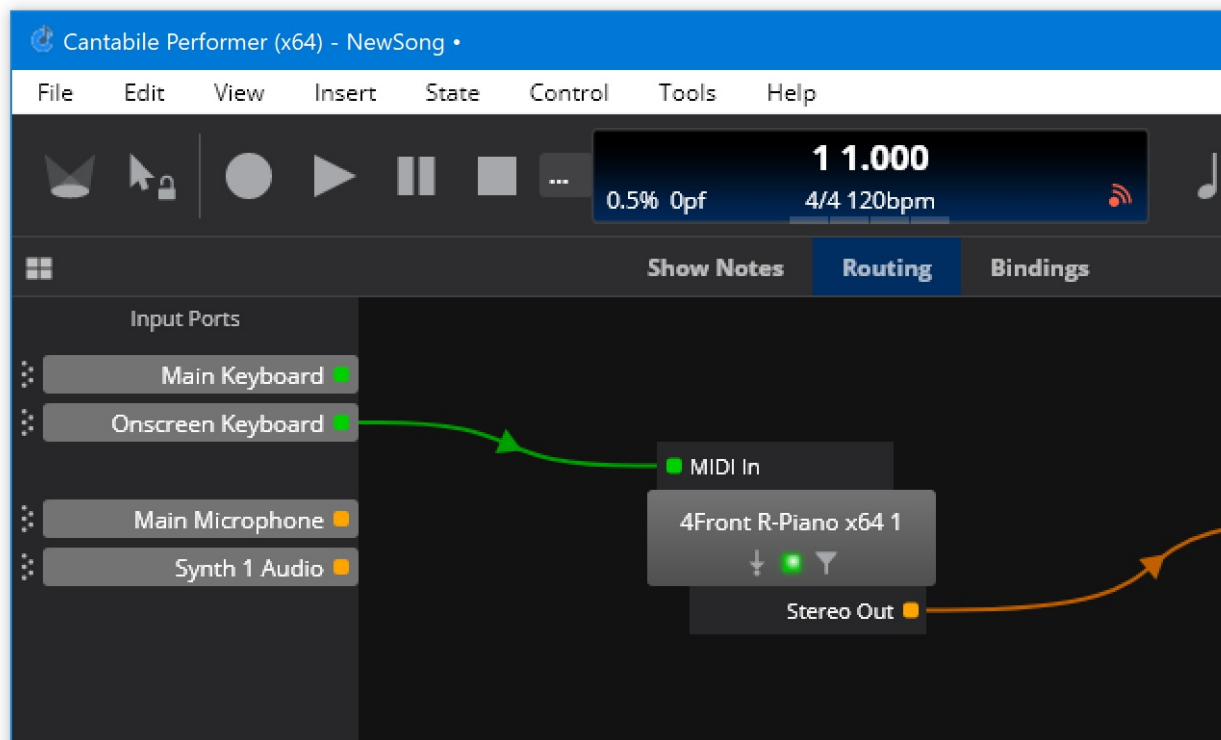 Cantabile Performer (x64) - NewSong •
File Edit View Insert State Control Tools Help
...
1 1.000
0.5% 0pf 4/4 120bpm
Show Notes Routing Bindings
Input Ports
Main Keyboard
Onscreen Keyboard
MIDI In
Main Microphone
4Front R-Piano x64 1
Synth 1 Audio
Stereo Out